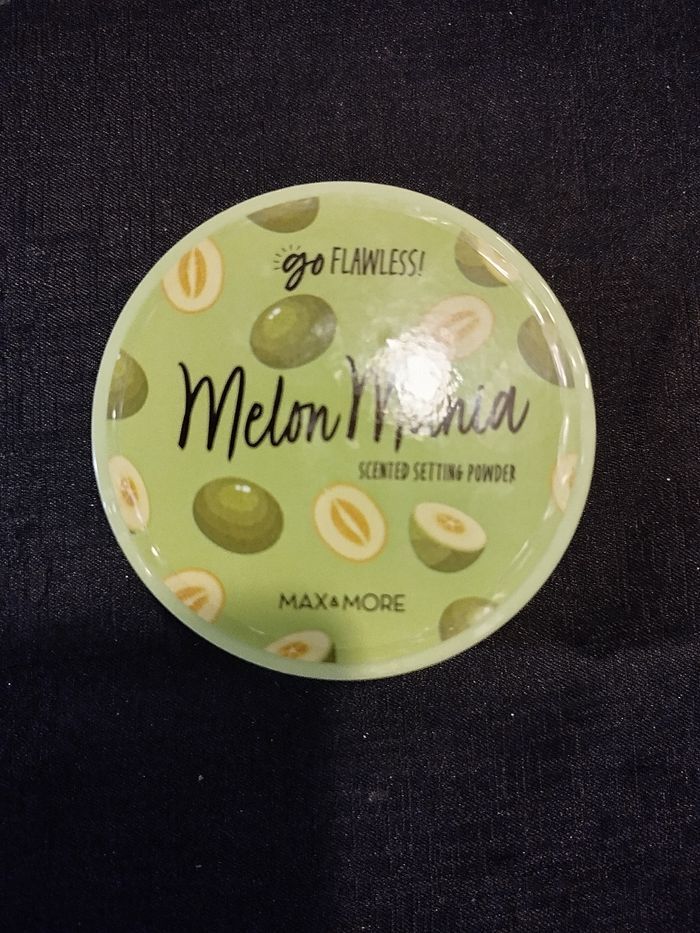 go FLAWLESS!
Melon Mania
SCENTED SETTING POWDER
MAX & MORE